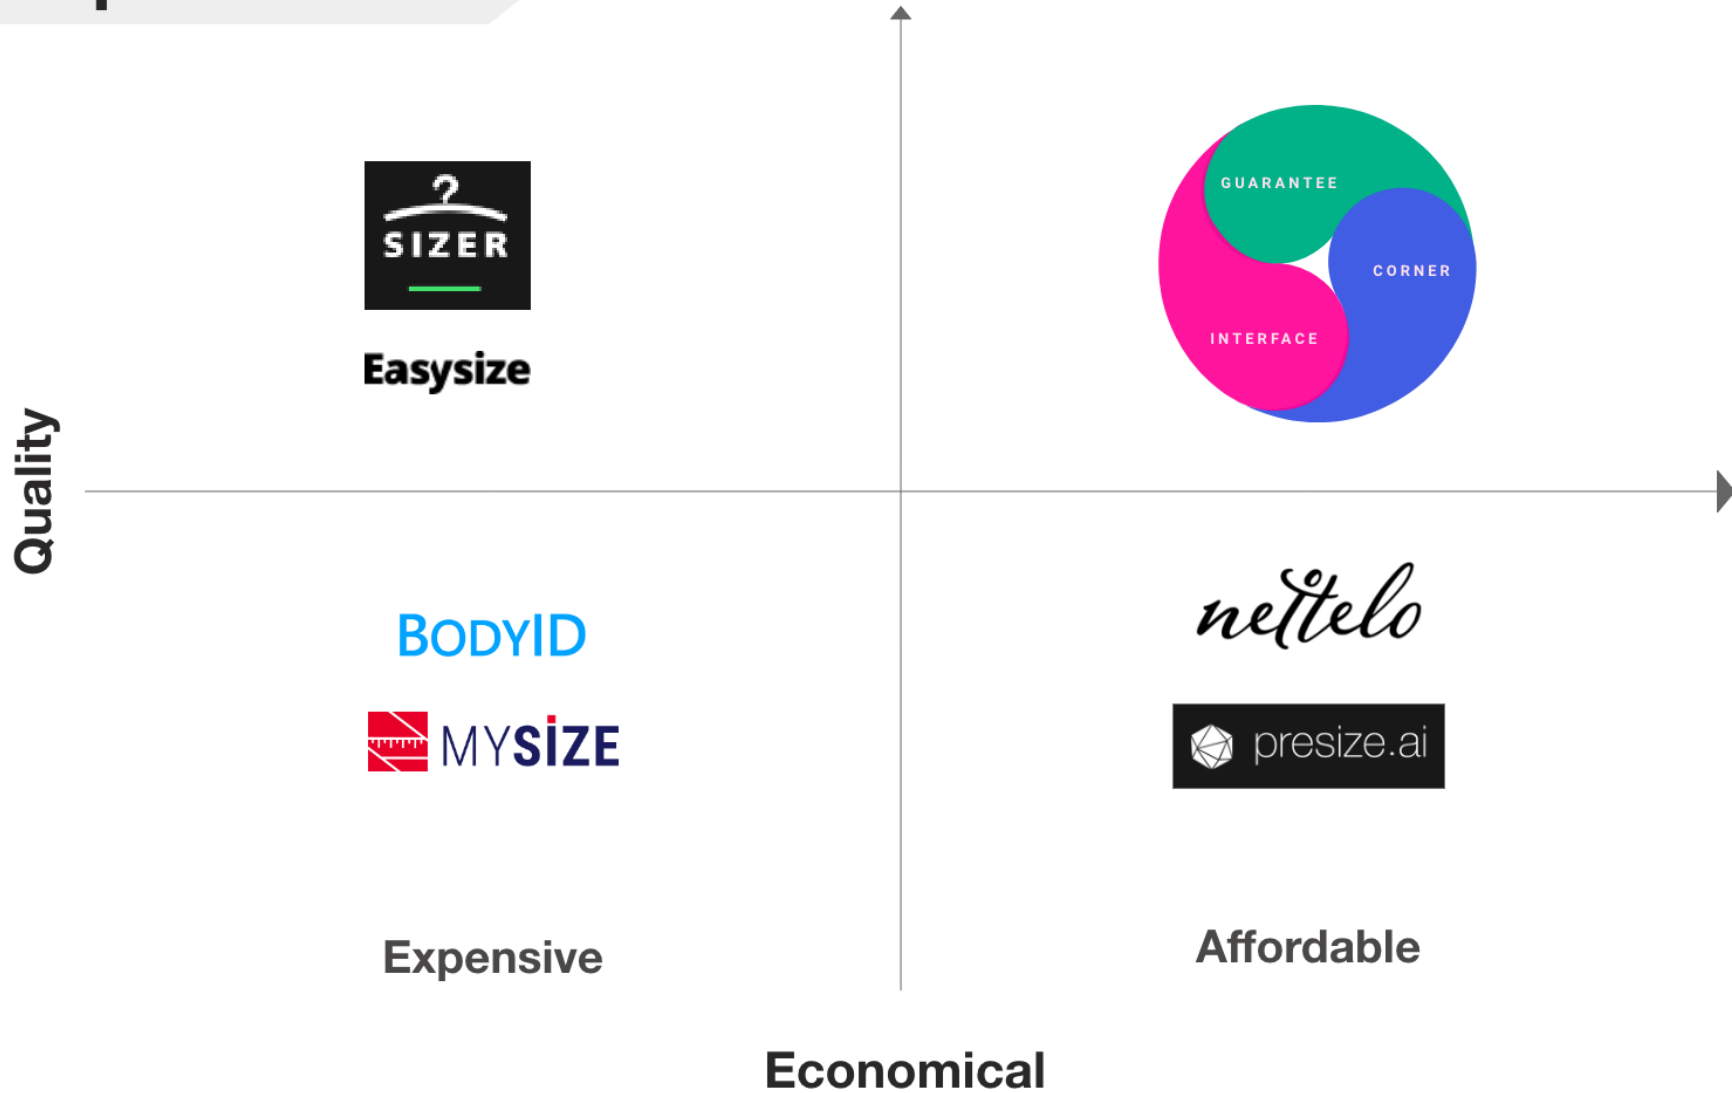 SIZER
Easysize
GUARANTEE
CORNER
INTERFACE
Quality
BODYID
MYSiZE
nettelo
presize.ai
Expensive
Affordable
Economical